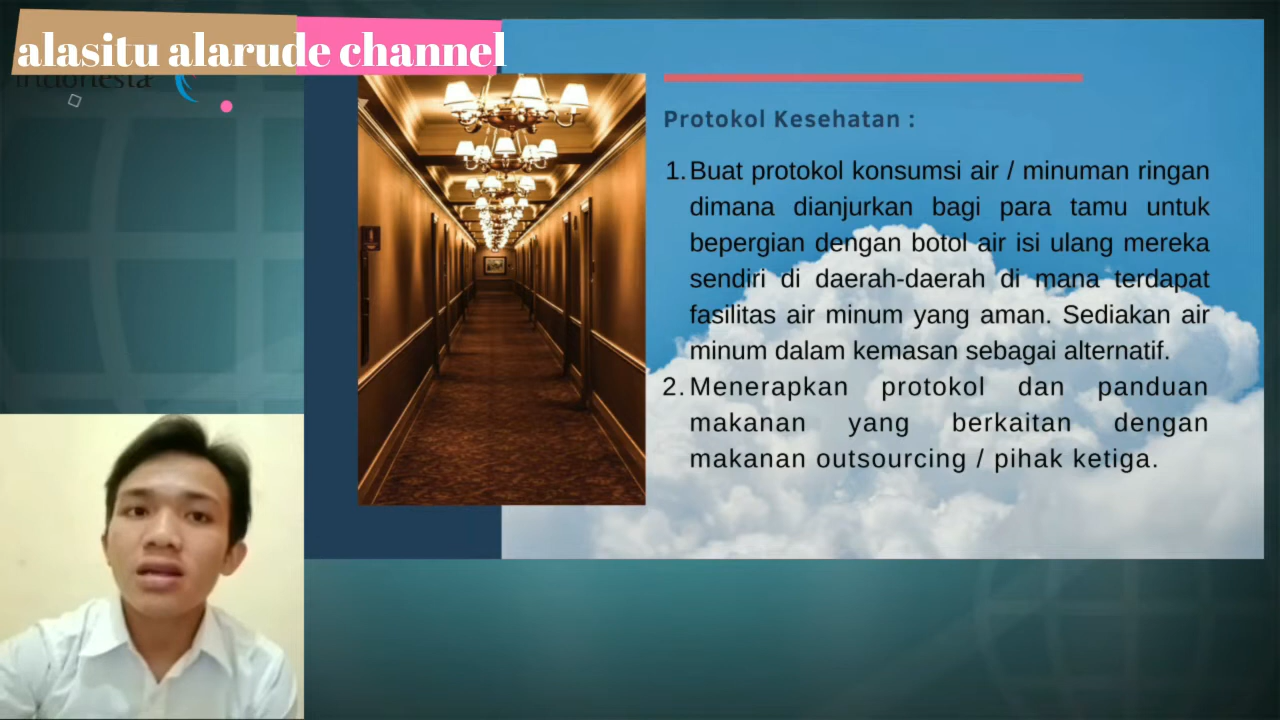 alasitu alarude channel
Indonesia
Protokol Kesehatan :
1. Buat protokol konsumsi air / minuman ringan
dimana dianjurkan bagi para tamu untuk
bepergian dengan botol air isi ulang mereka
sendiri di daerah-daerah di mana terdapat
fasilitas air minum yang aman. Sediakan air
minum dalam kemasan sebagai alternatif.
2. Menerapkan protokol dan panduan
makanan yang berkaitan dengan
makanan outsourcing / pihak ketiga.